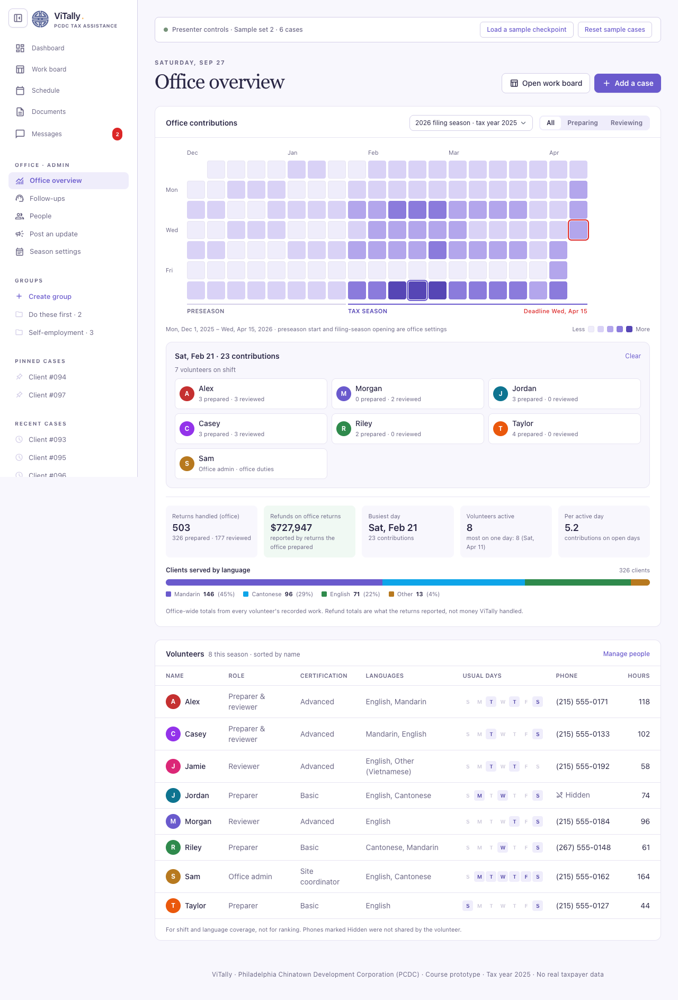 ViTally.
PCDC TAX ASSISTANCE
Dashboard
Work board
Schedule
Documents
Messages
2
OFFICE · ADMIN
Office overview
Follow-ups
People
Post an update
Season settings
GROUPS
Create group
Do these first · 2
Self-employment · 3
PINNED CASES
Client #094
Client #097
RECENT CASES
Client #093
Client #095
Client #096
Presenter controls · Sample set 2 · 6 cases
Load a sample checkpoint
Reset sample cases
SATURDAY, SEP 27
Office overview
Open work board
Add a case
Office contributions
2026 filing season · tax year 2025
All
Preparing
Reviewing
Dec Jan Feb Mar Apr
Mon
Wed
Fri
PRESEASON
TAX SEASON
Deadline Wed, Apr 15
Mon, Dec 1, 2025 – Wed, Apr 15, 2026 · preseason start and filing-season opening are office settings
Less
More
Sat, Feb 21 · 23 contributions
Clear
7 volunteers on shift
A
Alex
3 prepared · 3 reviewed
M
Morgan
0 prepared · 2 reviewed
J
Jordan
3 prepared · 0 reviewed
C
Casey
3 prepared · 3 reviewed
R
Riley
2 prepared · 0 reviewed
T
Taylor
4 prepared · 0 reviewed
S
Sam
Office admin · office duties
Returns handled (office)
503
326 prepared · 177 reviewed
Refunds on office returns
$727,947
reported by returns the
office prepared
Busiest day
Sat, Feb 21
23 contributions
Volunteers active
8
most on one day: 8 (Sat,
Apr 11)
Per active day
5.2
contributions on open days
Clients served by language
326 clients
Mandarin 146 (45%)
Cantonese 96 (29%)
English 71 (22%)
Other 13 (4%)
Office-wide totals from every volunteer's recorded work. Refund totals are what the returns reported, not money ViTally handled.
Volunteers 8 this season · sorted by name
Manage people
NAME ROLE CERTIFICATION LANGUAGES USUAL DAYS PHONE HOURS
A Alex
Preparer &
reviewer
Advanced
English, Mandarin
S M T W T F S
(215) 555-0171
118
C Casey
Preparer &
reviewer
Advanced
Mandarin, English
S M T W T F S
(215) 555-0133
102
J Jamie
Reviewer
Advanced
English, Other
(Vietnamese)
S M T W T F S
(215) 555-0192
58
J Jordan
Preparer
Basic
English, Cantonese
S M T W T F S
Hidden
74
M Morgan
Reviewer
Advanced
English
S M T W T F S
(215) 555-0184
96
R Riley
Preparer
Basic
Cantonese, Mandarin
S M T W T F S
(267) 555-0148
61
S Sam
Office admin
Site
coordinator
English, Cantonese
S M T W T F S
(215) 555-0162
164
T Taylor
Preparer
Basic
English
S M T W T F S
(215) 555-0127
44
For shift and language coverage, not for ranking. Phones marked Hidden were not shared by the volunteer.
ViTally · Philadelphia Chinatown Development Corporation (PCDC) · Course prototype · Tax year 2025 · No real taxpayer data